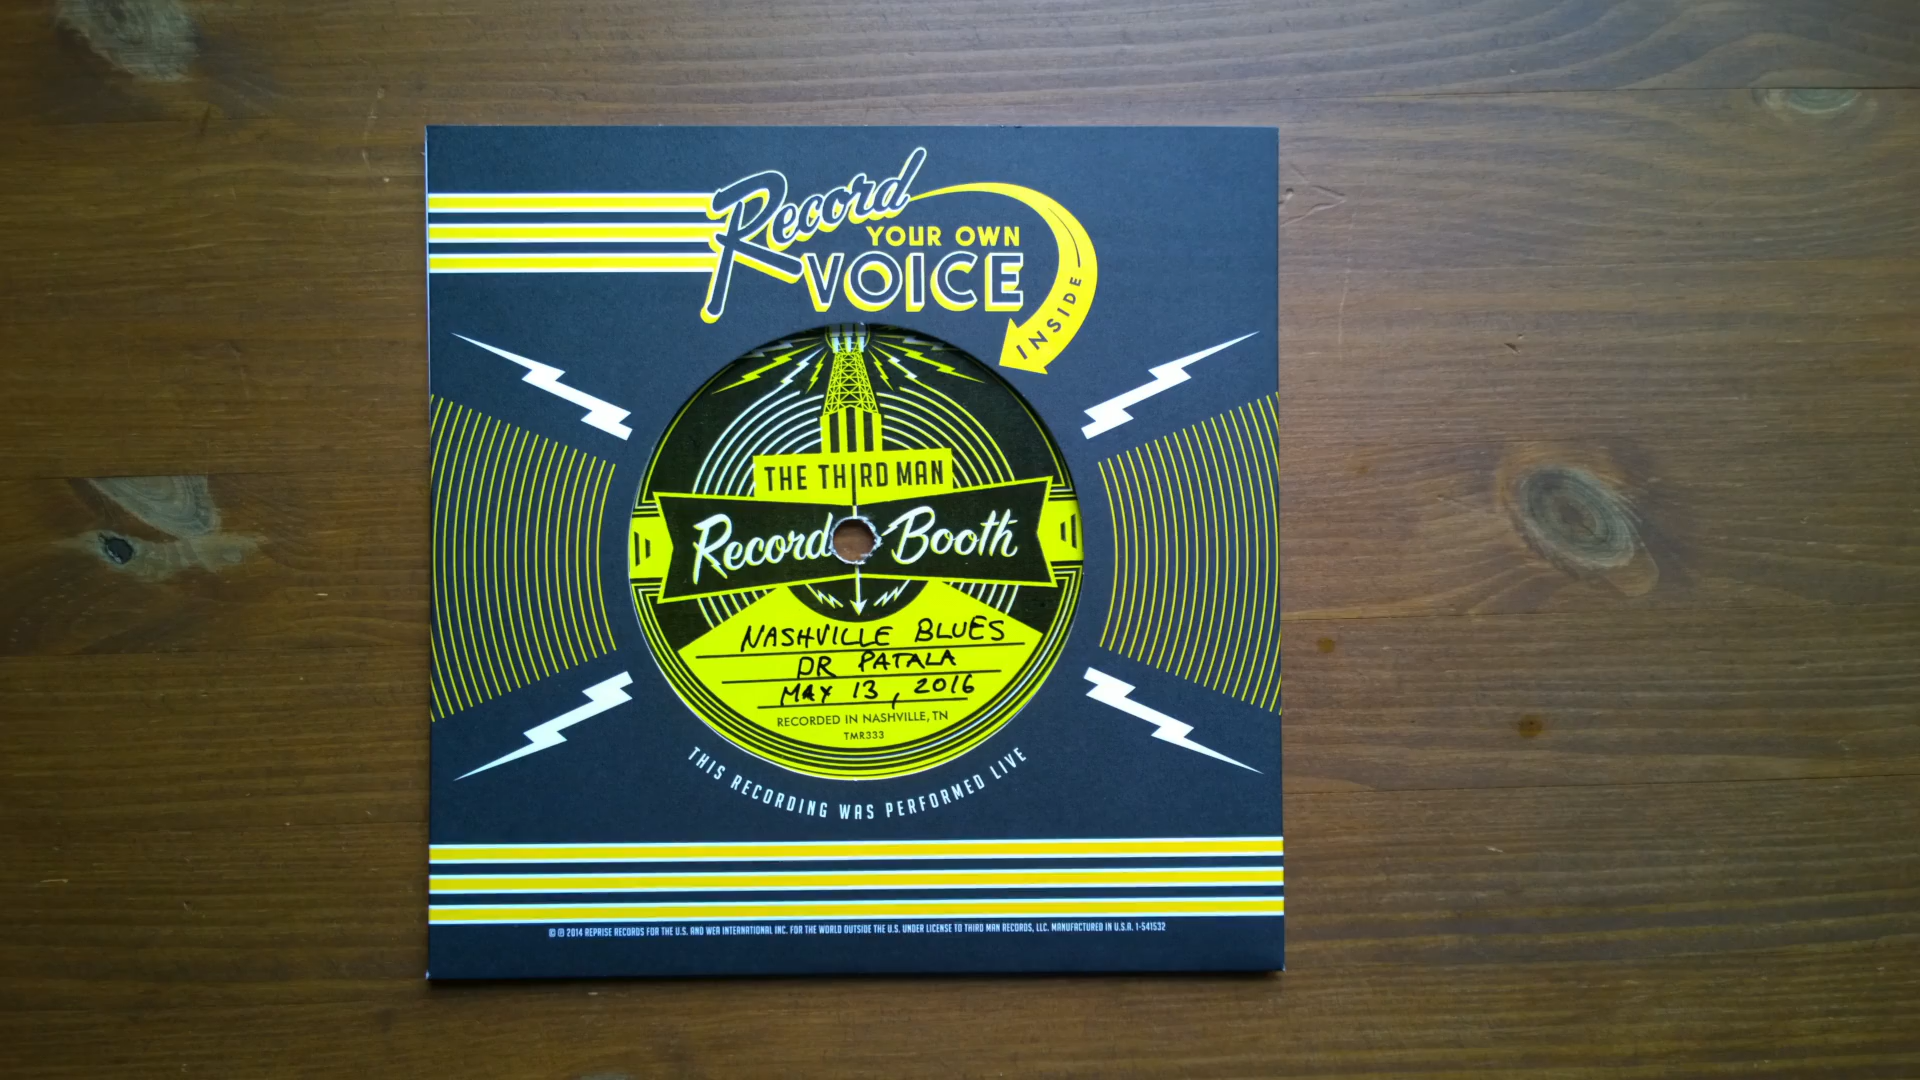 Record
YOUR OWN
VOICE
INSIDE
THE THIRD MAN
Record Booth
NASHVILLE BLUES
DR PATALA
MAY 13, 2016
RECORDED IN NASHVILLE, TN
TMR333
THIS RECORDING WAS PERFORMED LIVE
© ℗ 2014 REPRISE RECORDS FOR THE U.S. AND WEA INTERNATIONAL INC. FOR THE WORLD OUTSIDE THE U.S. UNDER LICENSE TO THIRD MAN RECORDS, LLC. MANUFACTURED IN U.S.A. 1-541532